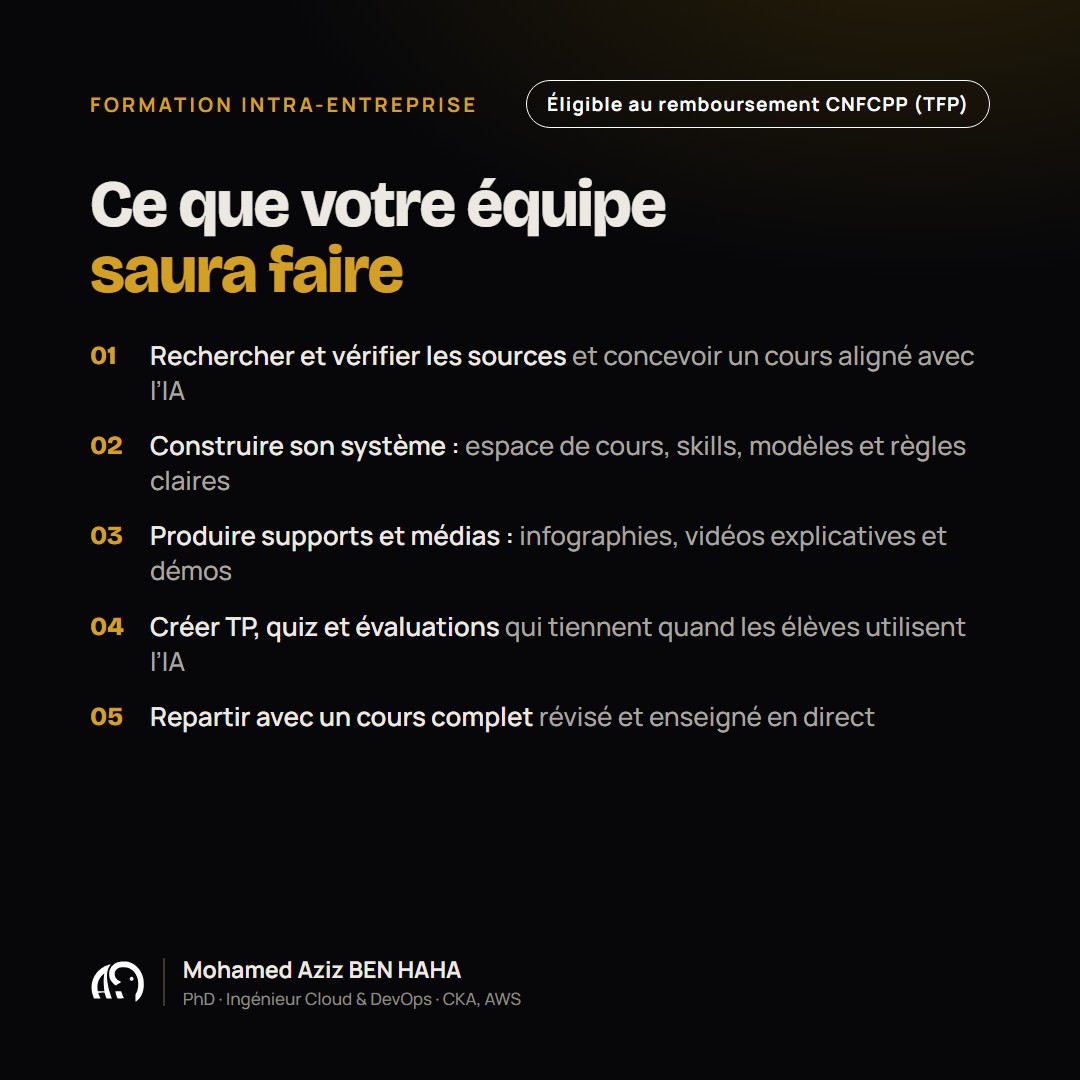 FORMATION INTRA-ENTREPRISE
Éligible au remboursement CNFCPP (TFP)
Ce que votre équipe
saura faire
01 Rechercher et vérifier les sources et concevoir un cours aligné avec
l’IA
02 Construire son système : espace de cours, skills, modèles et règles
claires
03 Produire supports et médias : infographies, vidéos explicatives et
démos
04 Créer TP, quiz et évaluations qui tiennent quand les élèves utilisent
l’IA
05 Repartir avec un cours complet révisé et enseigné en direct
Mohamed Aziz BEN HAHA
PhD · Ingénieur Cloud & DevOps · CKA, AWS